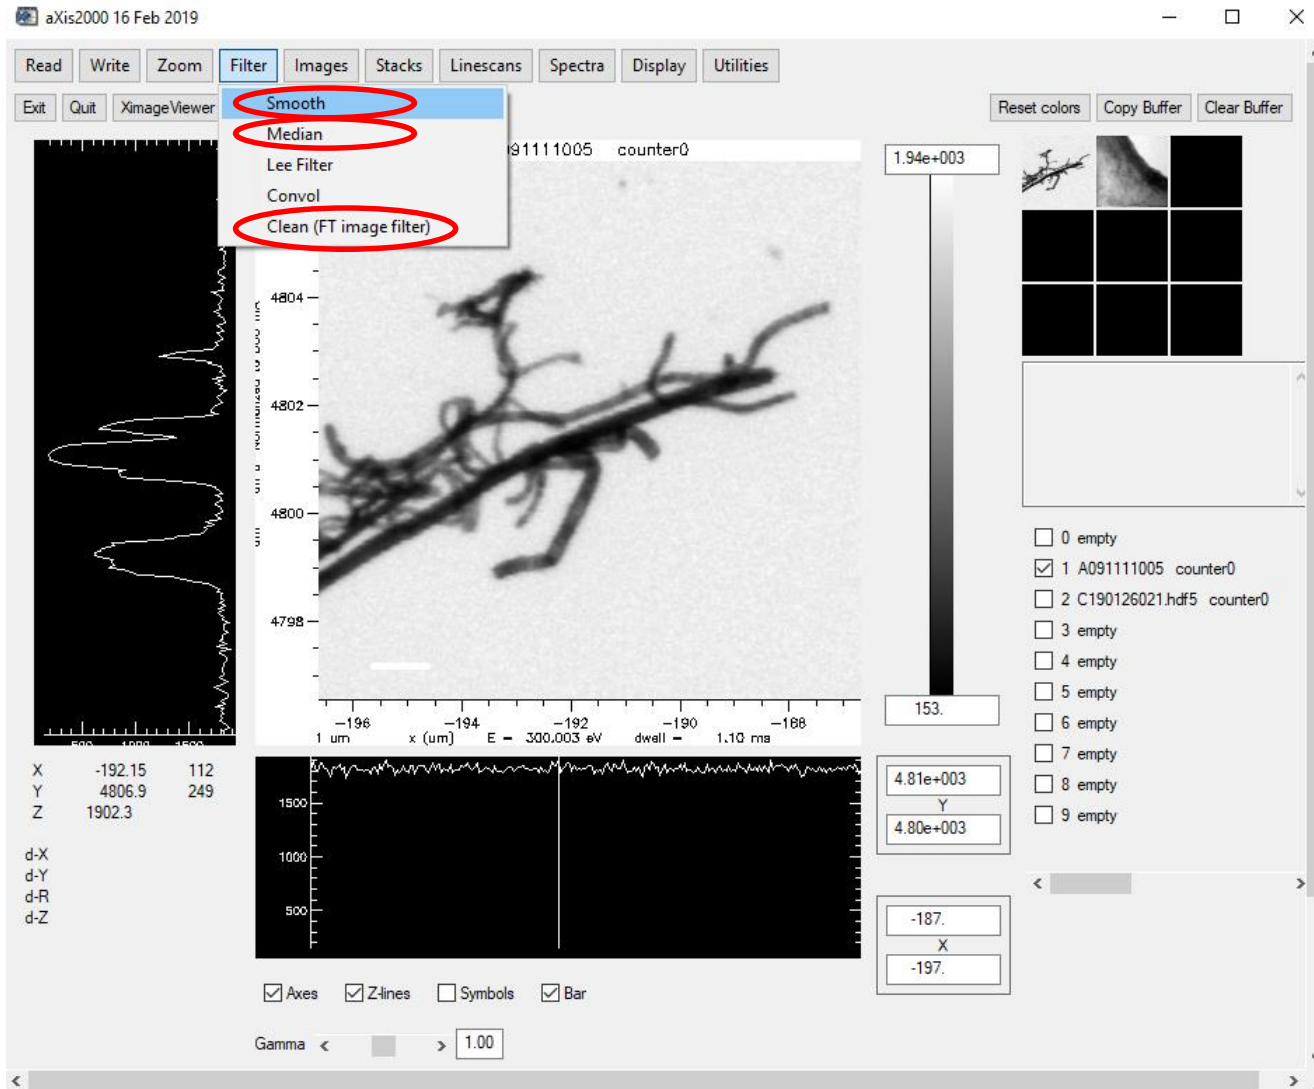 aXis2000 16 Feb 2019
Read Write Zoom Filter Images Stacks Linescans Spectra Display Utilities
Exit Quit XimageViewer Reset colors Copy Buffer Clear Buffer
Smooth
Median
Lee Filter
Convol
Clean (FT image filter)
091111005 counter0
1.94e+003
4804
4802
4800
4798
153.
-196 -194 -192 -190 -188
1 um x (um) E = 300.003 eV dwell = 1.10 ms
500 1000 1500
X -192.15 112
Y 4806.9 249
Z 1902.3
d-X
d-Y
d-R
d-Z
1500
1000
500
4.81e+003
Y
4.80e+003
-187.
X
-197.
0 empty
1 A091111005 counter0
2 C190126021.hdf5 counter0
3 empty
4 empty
5 empty
6 empty
7 empty
8 empty
9 empty
Axes Z-lines Symbols Bar
Gamma 1.00